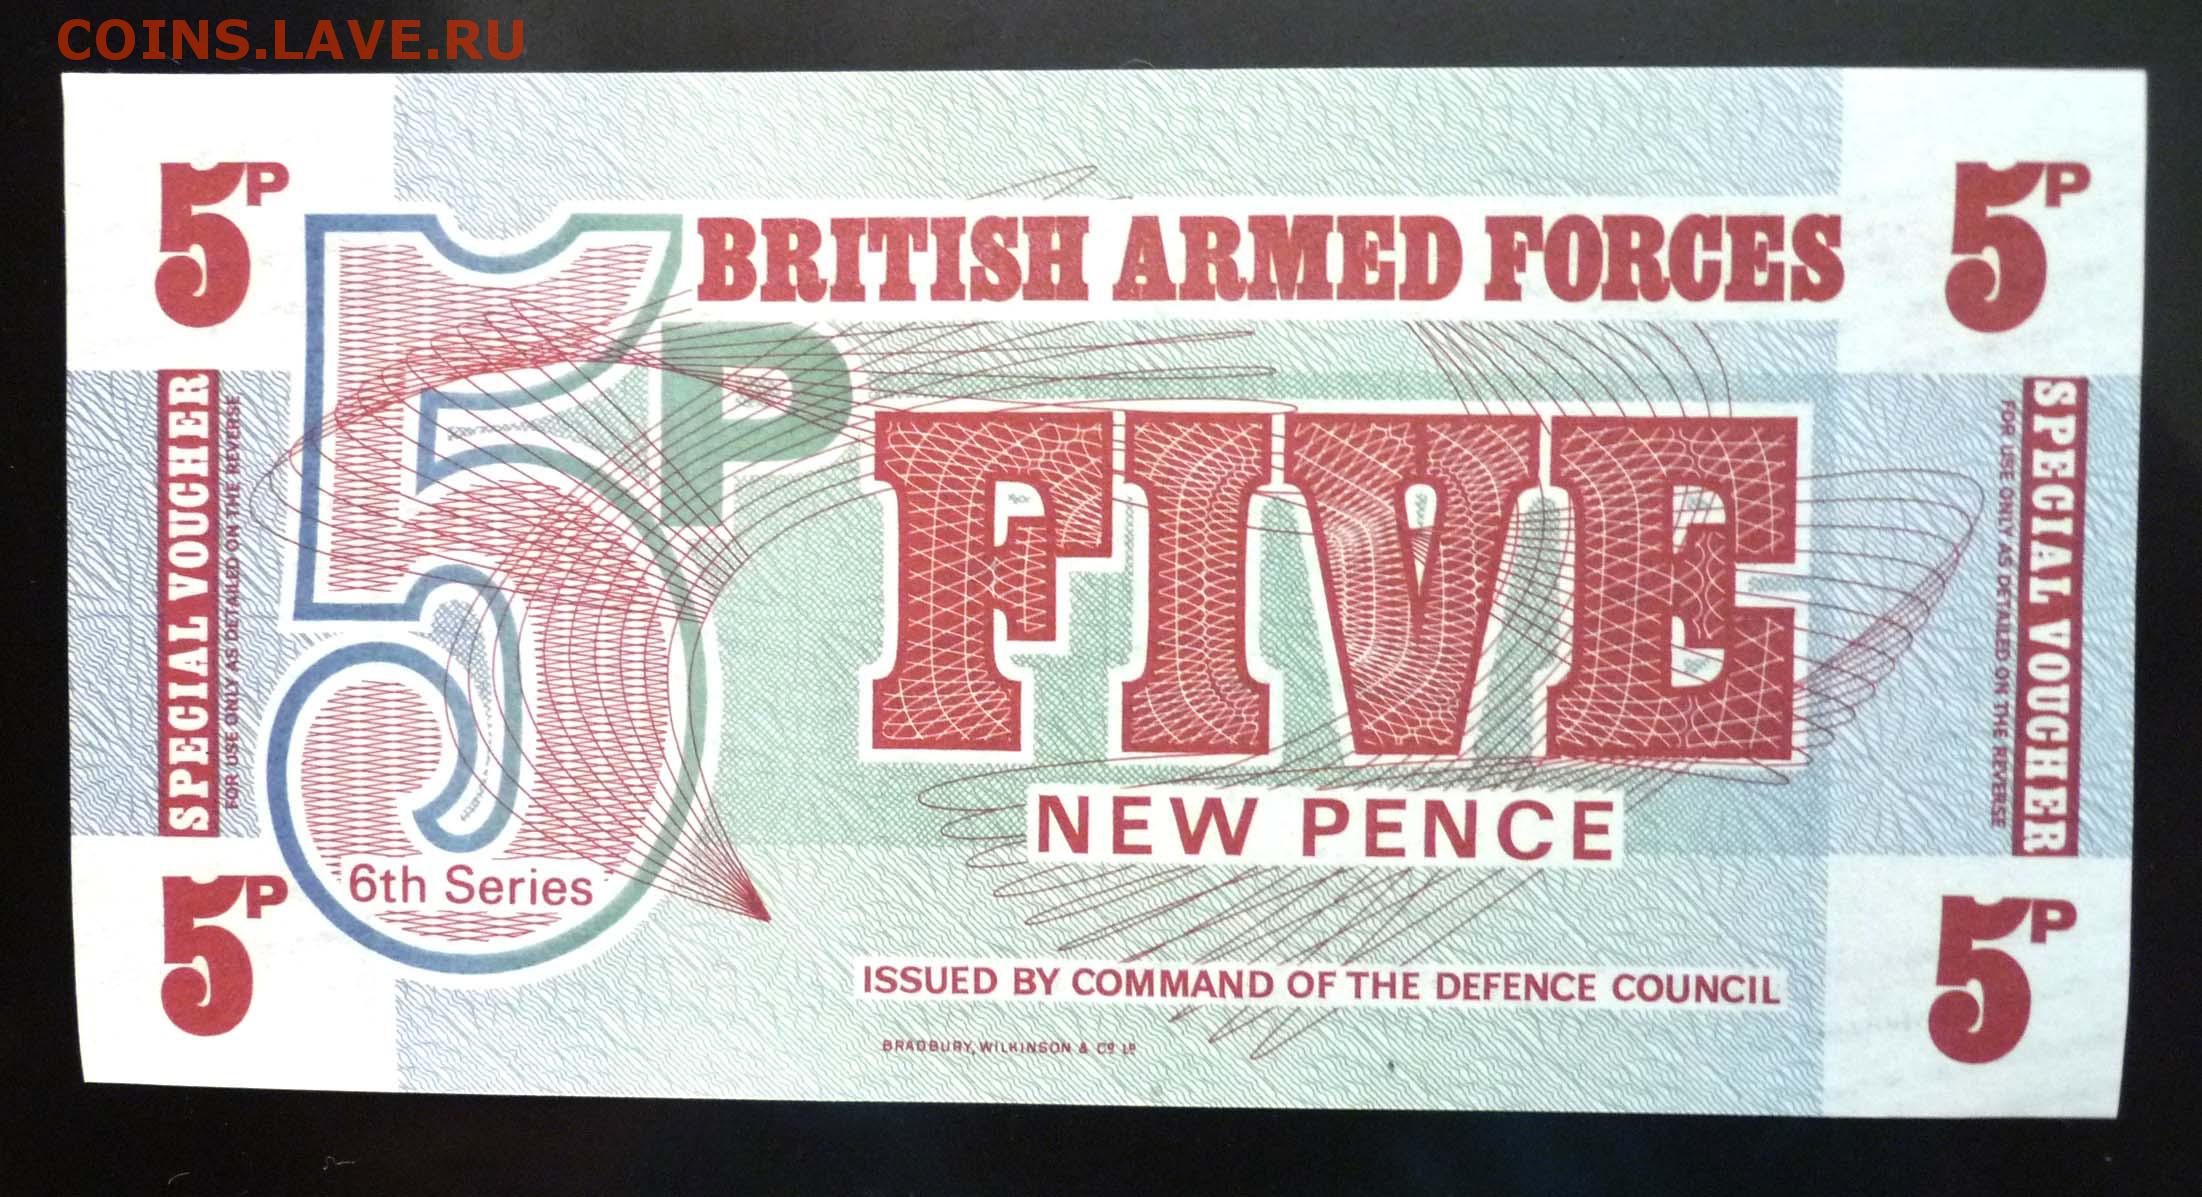 COINS.LAVE.RU
5P
5P
BRITISH ARMED FORCES
5P
SPECIAL VOUCHER
FOR USE ONLY AS DETAILED ON THE REVERSE
FIVE
NEW PENCE
SPECIAL VOUCHER
FOR USE ONLY AS DETAILED ON THE REVERSE
6th Series
5P
5P
ISSUED BY COMMAND OF THE DEFENCE COUNCIL
BRADBURY, WILKINSON & Cº Lᴰ